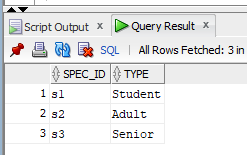 Script Output × Query Result ×
SQL | All Rows Fetched: 3 in
SPEC_ID TYPE
1 s1 Student
2 s2 Adult
3 s3 Senior